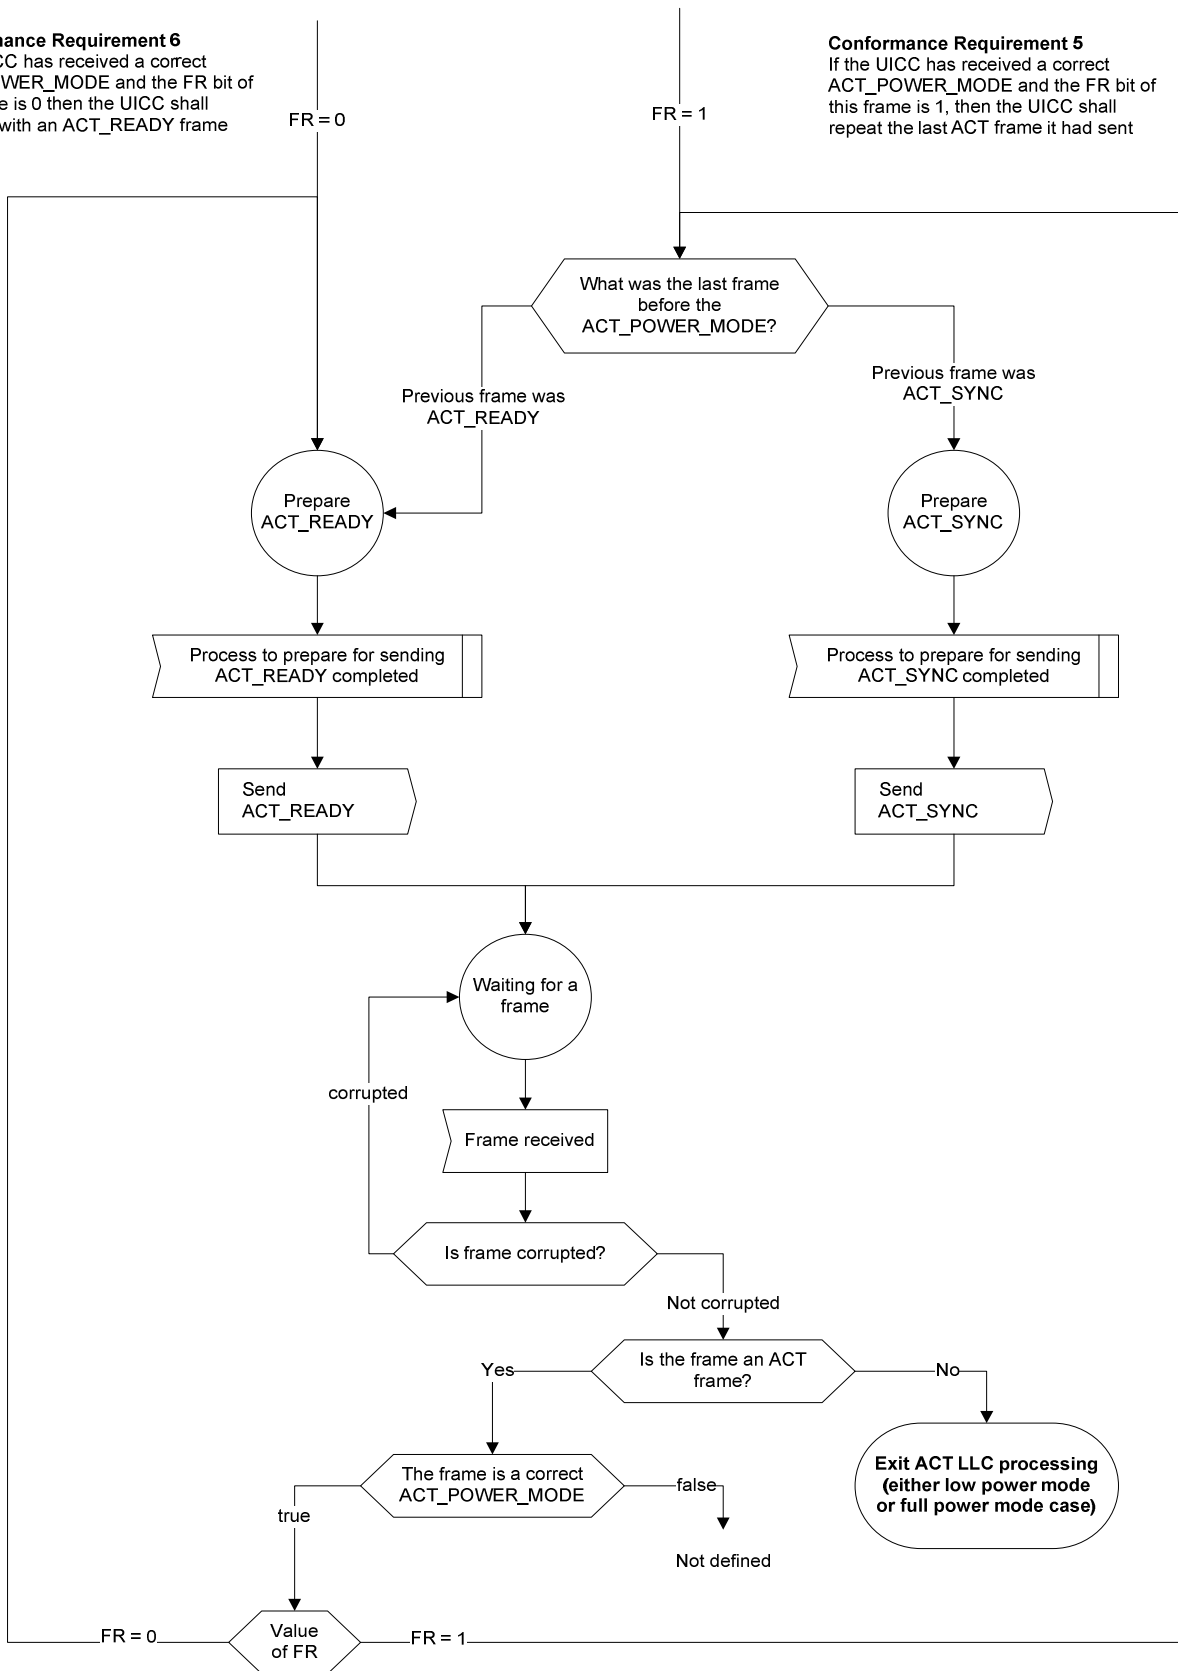 nance Requirement 6
CC has received a correct
OWER_MODE and the FR bit of
e is 0 then the UICC shall
with an ACT_READY frame
FR = 0
FR = 1
Conformance Requirement 5
If the UICC has received a correct
ACT_POWER_MODE and the FR bit of
this frame is 1, then the UICC shall
repeat the last ACT frame it had sent
What was the last frame
before the
ACT_POWER_MODE?
Previous frame was
ACT_READY
Previous frame was
ACT_SYNC
Prepare
ACT_READY
Prepare
ACT_SYNC
Process to prepare for sending
ACT_READY completed
Process to prepare for sending
ACT_SYNC completed
Send
ACT_READY
Send
ACT_SYNC
Waiting for a
frame
corrupted
Frame received
Is frame corrupted?
Not corrupted
Is the frame an ACT
frame?
Yes
No
The frame is a correct
ACT_POWER_MODE
true
false
Not defined
Exit ACT LLC processing
(either low power mode
or full power mode case)
Value
of FR
FR = 0
FR = 1